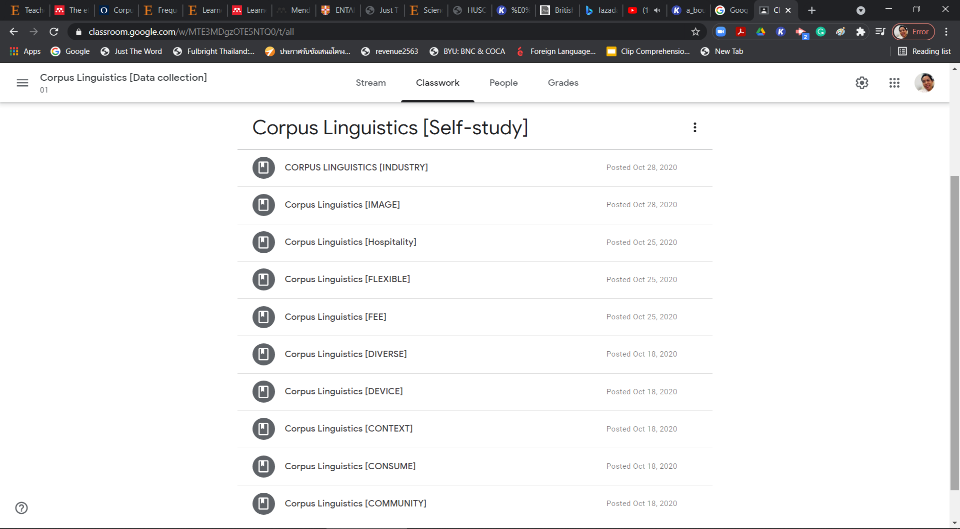 Teach
The e
Corpu
Frequ
Learn
Learn
Mend
ENTA
Just T
Scien
HUSC
%E0%
Britis
lazad
(1
a_bo
Goog
Cl
classroom.google.com/w/MTE3MDgzOTE5NTQ0/t/all
2
Error
Apps
Google
Just The Word
Fulbright Thailand:...
ประกาศรับข้อเสนอโครง...
revenue2563
BYU: BNC & COCA
Foreign Language...
Clip Comprehensio...
New Tab
Reading list
Corpus Linguistics [Data collection]
01
Stream
Classwork
People
Grades
Corpus Linguistics [Self-study]
CORPUS LINGUISTICS [INDUSTRY] Posted Oct 28, 2020
Corpus Linguistics [IMAGE] Posted Oct 28, 2020
Corpus Linguistics [Hospitality] Posted Oct 25, 2020
Corpus Linguistics [FLEXIBLE] Posted Oct 25, 2020
Corpus Linguistics [FEE] Posted Oct 25, 2020
Corpus Linguistics [DIVERSE] Posted Oct 18, 2020
Corpus Linguistics [DEVICE] Posted Oct 18, 2020
Corpus Linguistics [CONTEXT] Posted Oct 18, 2020
Corpus Linguistics [CONSUME] Posted Oct 18, 2020
Corpus Linguistics [COMMUNITY] Posted Oct 18, 2020